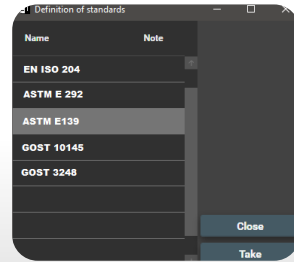 Definition of standards
Name Note
EN ISO 204
ASTM E 292
ASTM E139
GOST 10145
GOST 3248
Close
Take